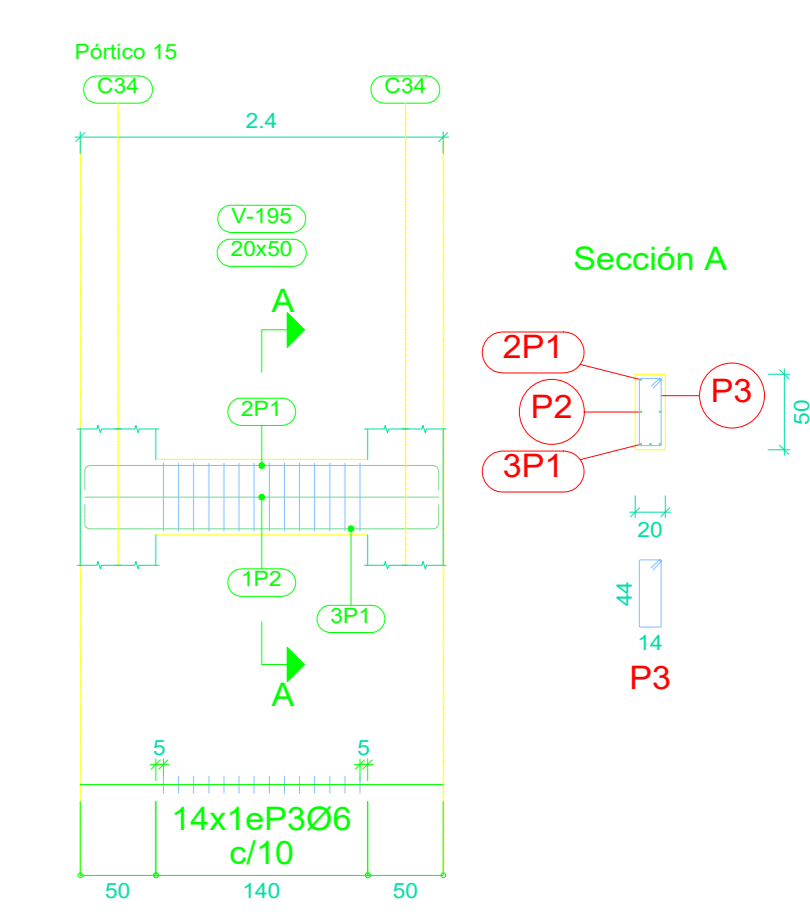 Pórtico 15
C34
C34
2.4
V-195
20x50
A
Sección A
2P1
P2
P3
3P1
50
20
2P1
1P2
3P1
A
44
14
P3
5
5
14x1eP3Ø6
c/10
50
140
50